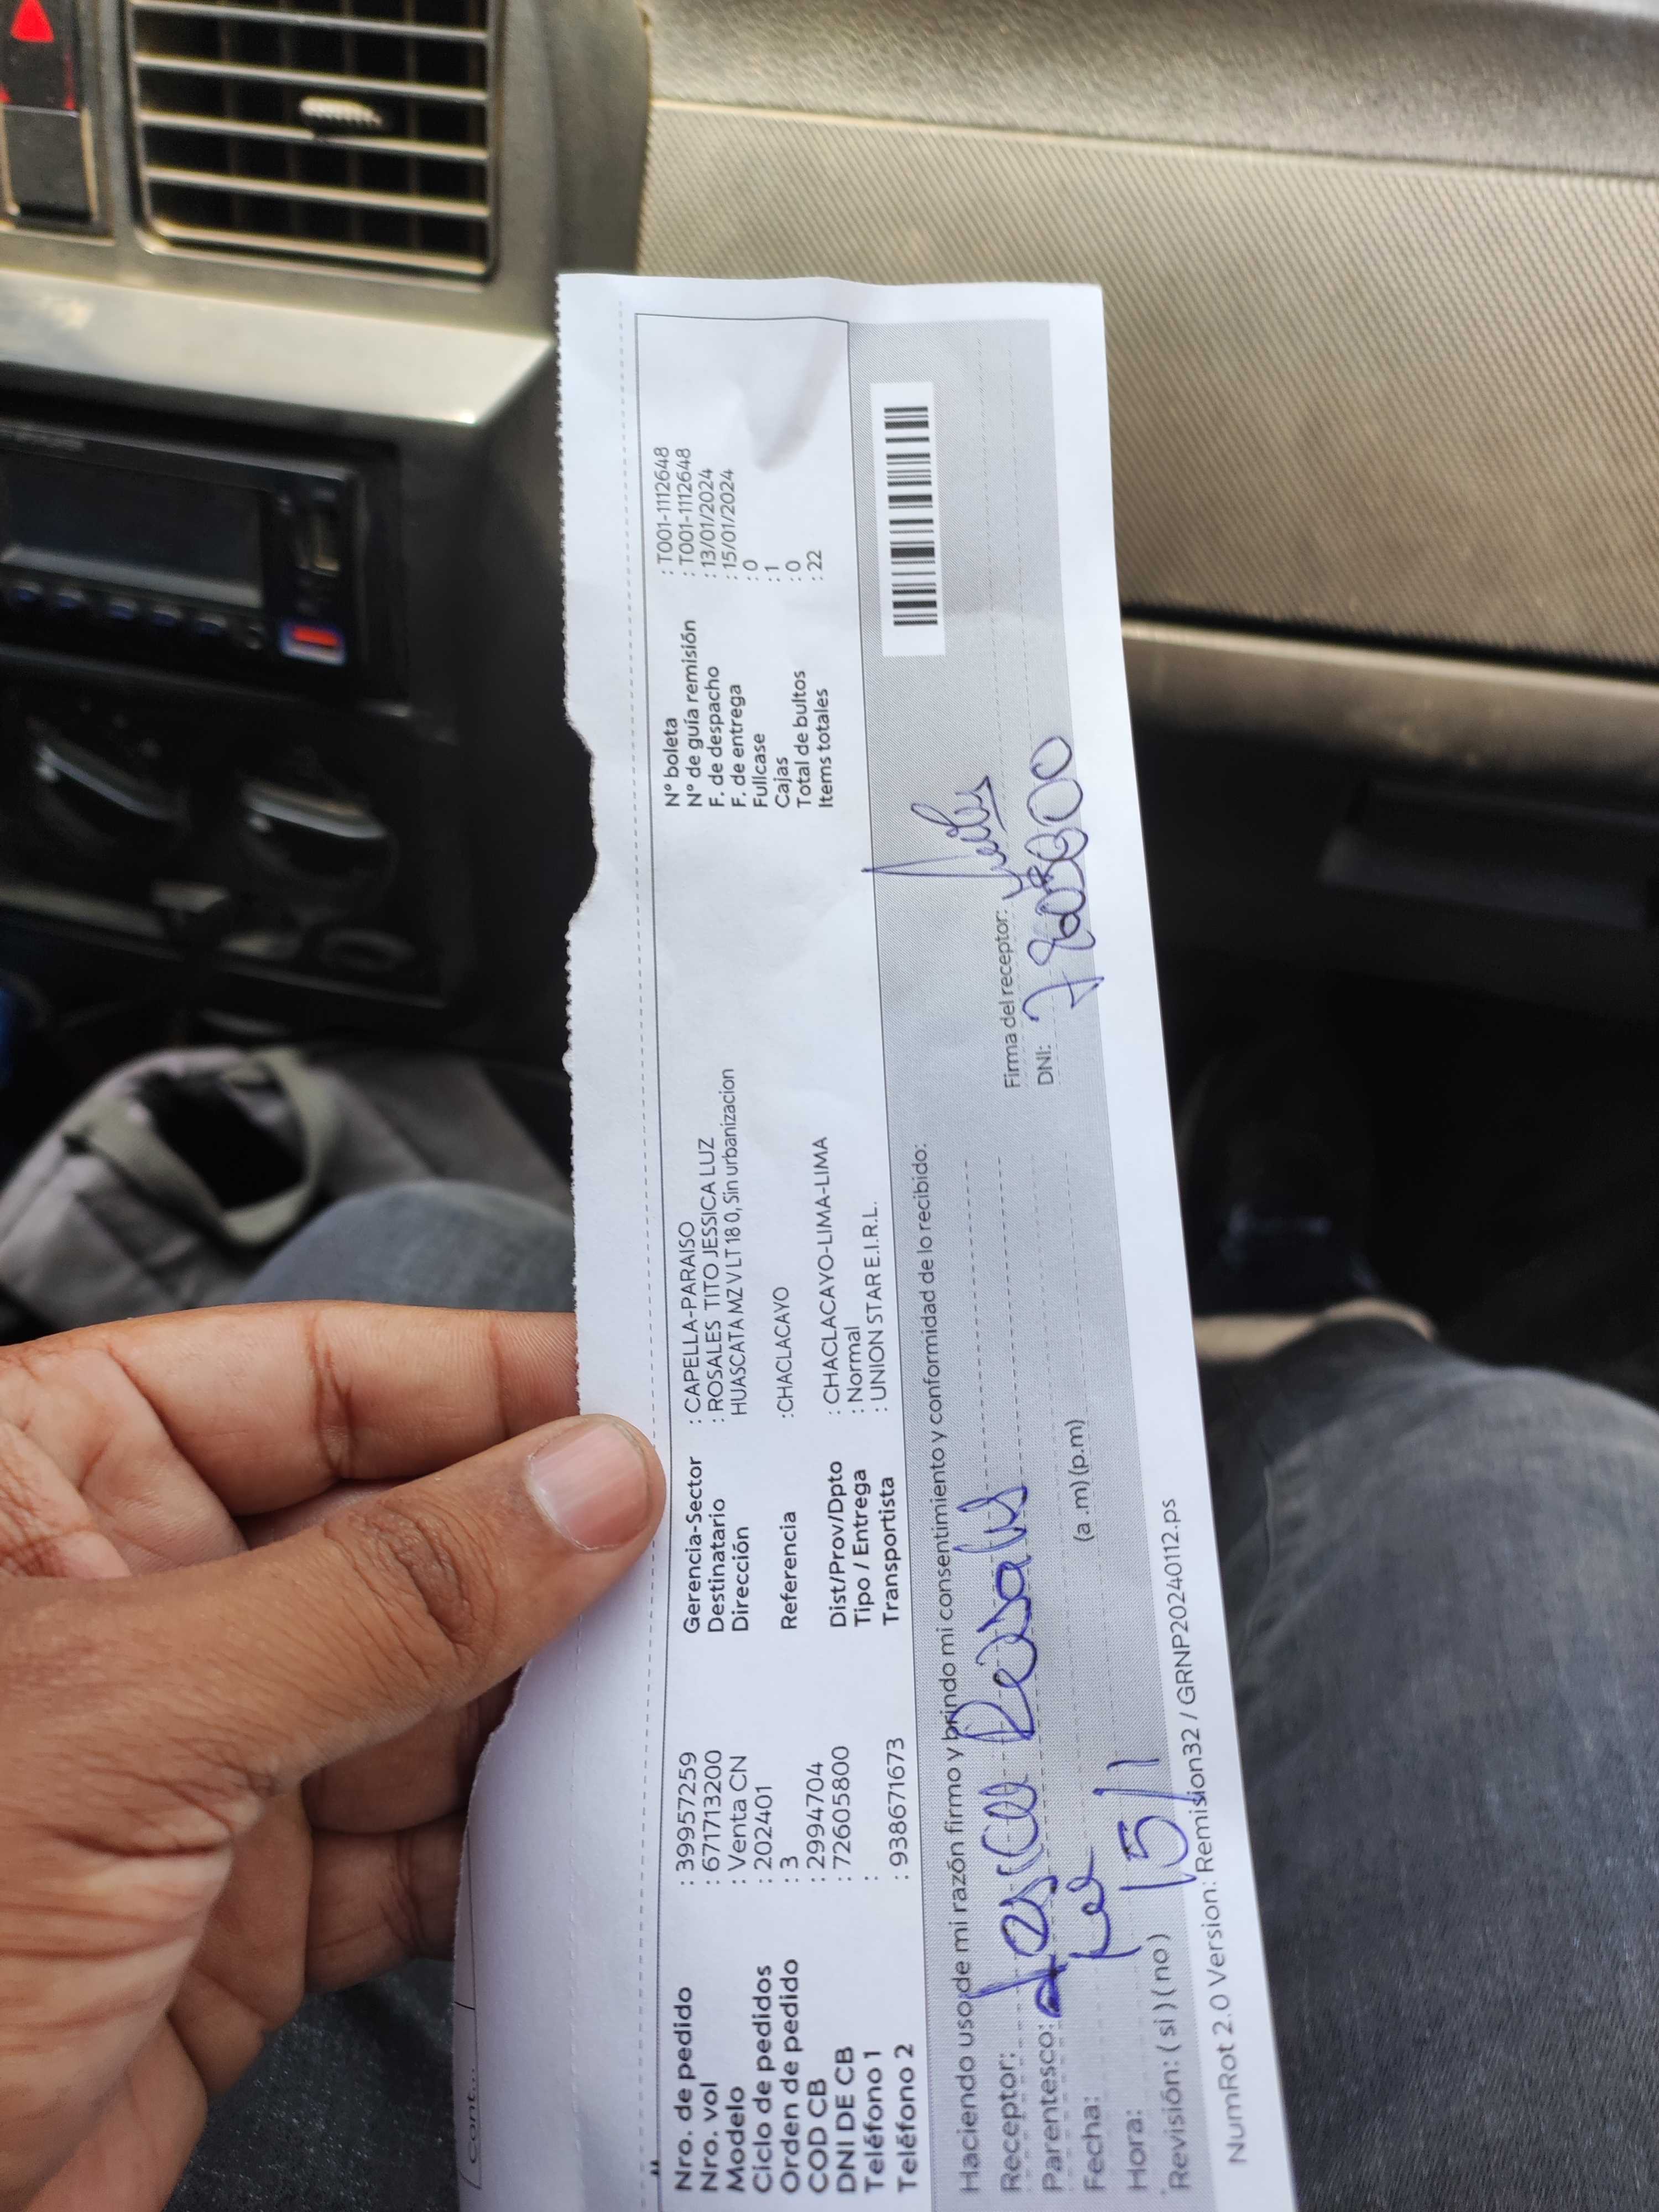 Cont...
Nro. de pedido : 39957259
Nro. vol : 671713200
Modelo : Venta CN
Ciclo de pedidos : 202401
Orden de pedido : 3
COD CB : 2994704
DNI DE CB : 72605800
Teléfono 1 :
Teléfono 2 : 938671673
Gerencia-Sector : CAPELLA-PARAISO
Destinatario : ROSALES TITO JESSICA LUZ
Dirección HUASCATA MZ V LT 18 0, Sin urbanizacion
Referencia :CHACLACAYO
Dist/Prov/Dpto : CHACLACAYO-LIMA-LIMA
Tipo / Entrega : Normal
Transportista : UNION STAR E.I.R.L.
N° boleta : T001-1112648
N° de guía remisión : T001-1112648
F. de despacho : 13/01/2024
F. de entrega : 15/01/2024
Fullcase : 0
Cajas : 1
Total de bultos : 0
Items totales : 22
Haciendo uso de mi razón firmo y brindo mi consentimiento y conformidad de lo recibido:
Receptor: Rosales
Parentesco:
Fecha: 15/1
Hora: (a .m) (p.m)
Revisión: ( si ) ( no )
Firma del receptor:
DNI:
NumRot 2.0 Version: Remision32 / GRNP20240112.ps